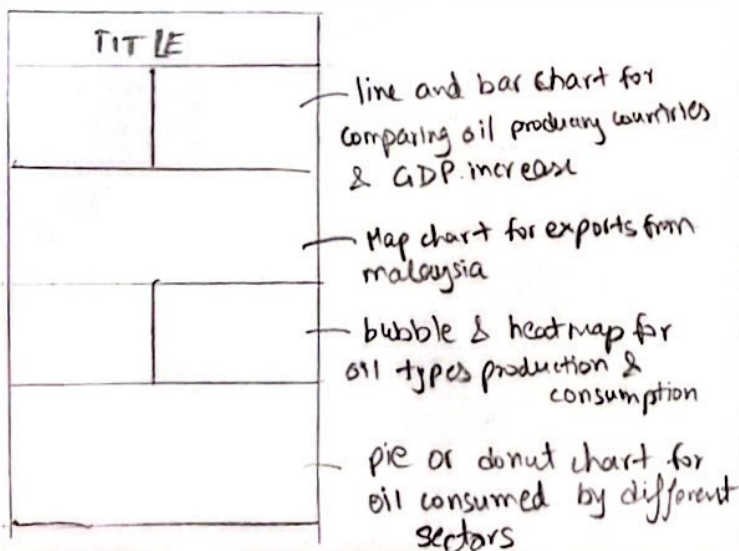 TITLE
line and bar chart for
comparing oil producing countries
& GDP increase
Map chart for exports from
malaysia
bubble & heatmap for
oil types production &
consumption
pie or donut chart for
oil consumed by different
sectors